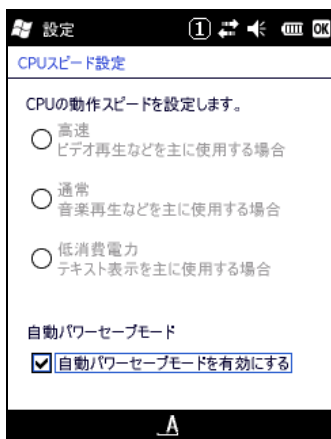 設定 1 OK
CPUスピード設定
CPUの動作スピードを設定します。
高速
ビデオ再生などを主に使用する場合
通常
音楽再生などを主に使用する場合
低消費電力
テキスト表示を主に使用する場合
自動パワーセーブモード
自動パワーセーブモードを有効にする
A